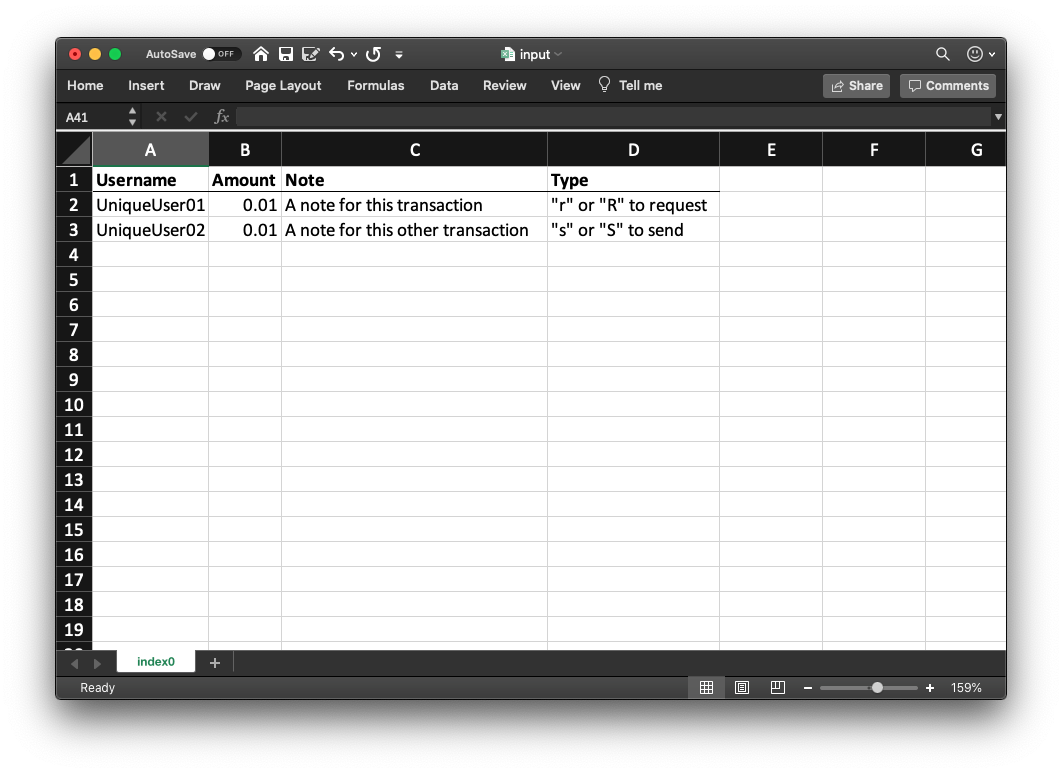 AutoSave OFF input
Home Insert Draw Page Layout Formulas Data Review View Tell me Share Comments
A41 fx
A B C D E F G
1 Username Amount Note Type
2 UniqueUser01 0.01 A note for this transaction "r" or "R" to request
3 UniqueUser02 0.01 A note for this other transaction "s" or "S" to send
4
5
6
7
8
9
10
11
12
13
14
15
16
17
18
19
index0 +
Ready 159%